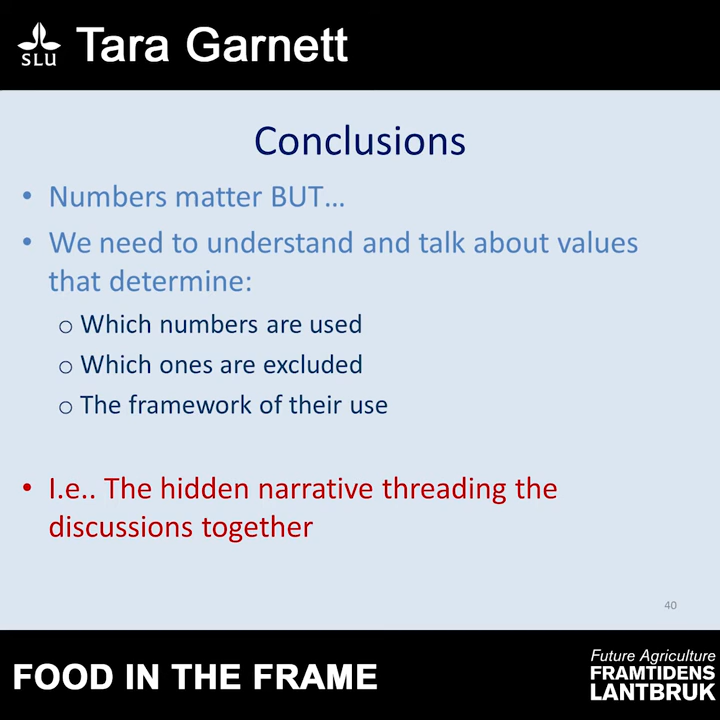 SLU
Tara Garnett
Conclusions
• Numbers matter BUT…
• We need to understand and talk about values
that determine:
o Which numbers are used
o Which ones are excluded
o The framework of their use
• I.e.. The hidden narrative threading the
discussions together
40
FOOD IN THE FRAME
Future Agriculture
FRAMTIDENS
LANTBRUK